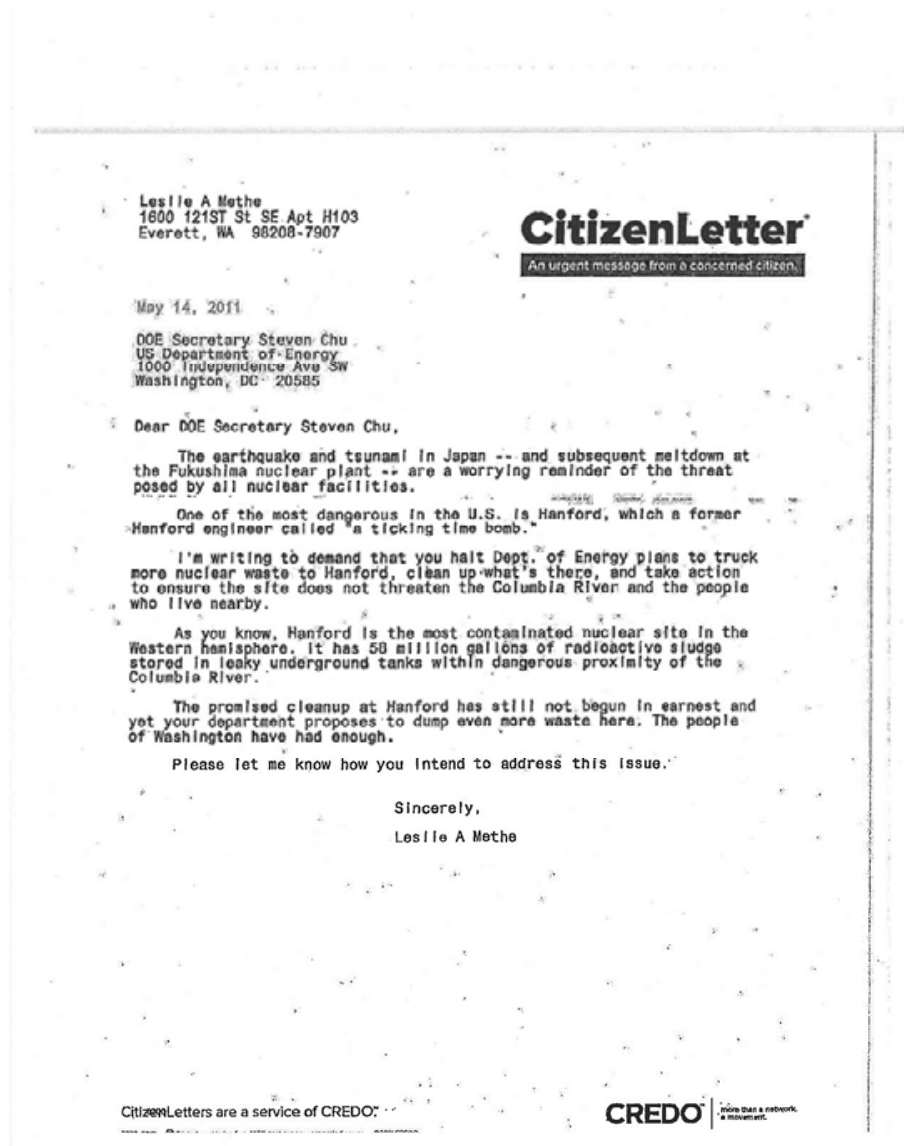 Leslie A Methe
1600 121ST St SE Apt H103
Everett, WA 98208-7907
CitizenLetter
An urgent message from a concerned citizen.
May 14, 2011
DOE Secretary Steven Chu
US Department of Energy
1000 Independence Ave SW
Washington, DC 20585
Dear DOE Secretary Steven Chu,
The earthquake and tsunami in Japan -- and subsequent meltdown at
the Fukushima nuclear plant -- are a worrying reminder of the threat
posed by all nuclear facilities.
One of the most dangerous in the U.S. is Hanford, which a former
Hanford engineer called "a ticking time bomb."
I'm writing to demand that you halt Dept. of Energy plans to truck
more nuclear waste to Hanford, clean up what's there, and take action
to ensure the site does not threaten the Columbia River and the people
who live nearby.
As you know, Hanford is the most contaminated nuclear site in the
Western hemisphere. It has 58 million gallons of radioactive sludge
stored in leaky underground tanks within dangerous proximity of the
Columbia River.
The promised cleanup at Hanford has still not begun in earnest and
yet your department proposes to dump even more waste here. The people
of Washington have had enough.
Please let me know how you intend to address this issue.
Sincerely,
Leslie A Methe
CitizenLetters are a service of CREDO.
CREDO
more than a network.
a movement.